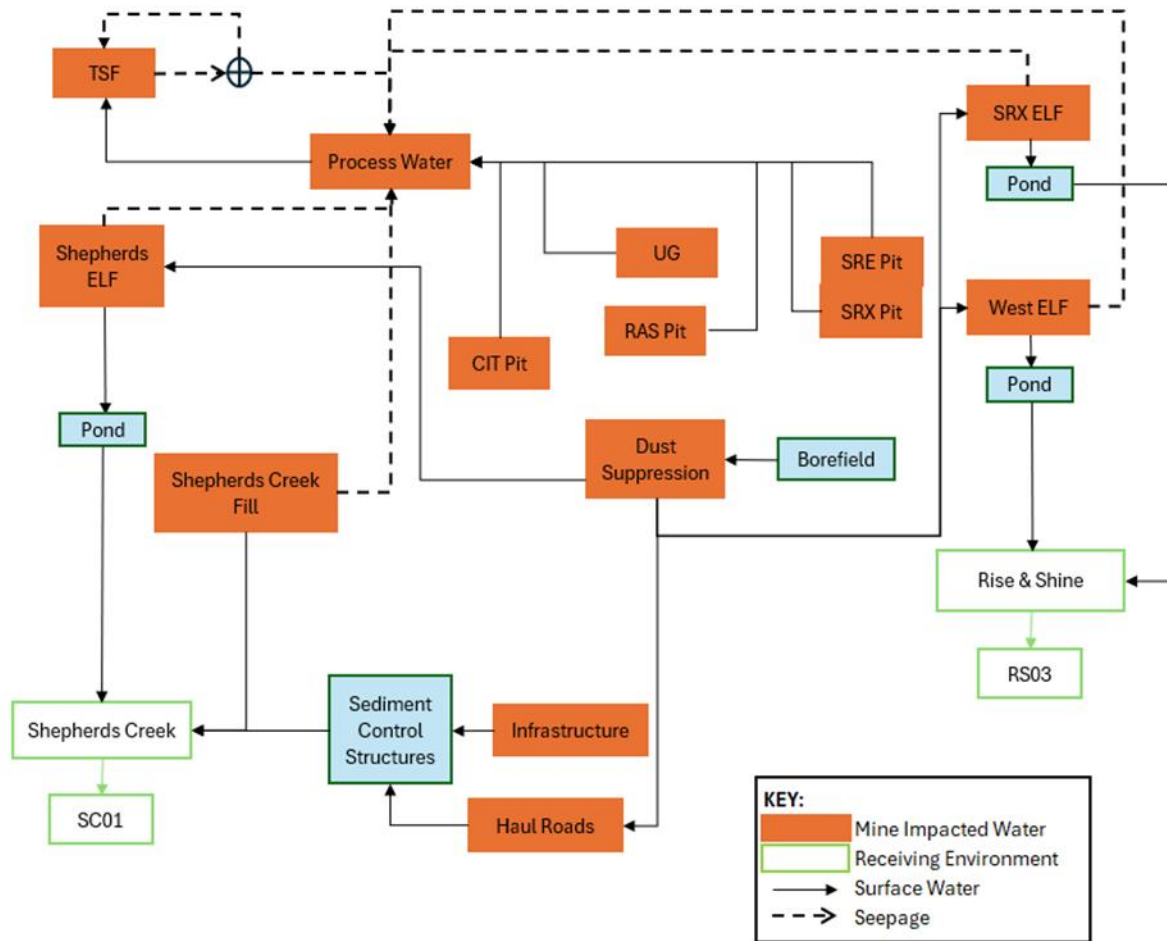 TSF
SRX ELF
Process Water
Pond
Shepherds
ELF
UG
SRE Pit
SRX Pit
West ELF
RAS Pit
CIT Pit
Pond
Pond
Dust
Suppression
Borefield
Shepherds Creek
Fill
Rise & Shine
RS03
Shepherds Creek
Sediment
Control
Structures
Infrastructure
SC01
Haul Roads
KEY:
Mine Impacted Water
Receiving Environment
Surface Water
Seepage